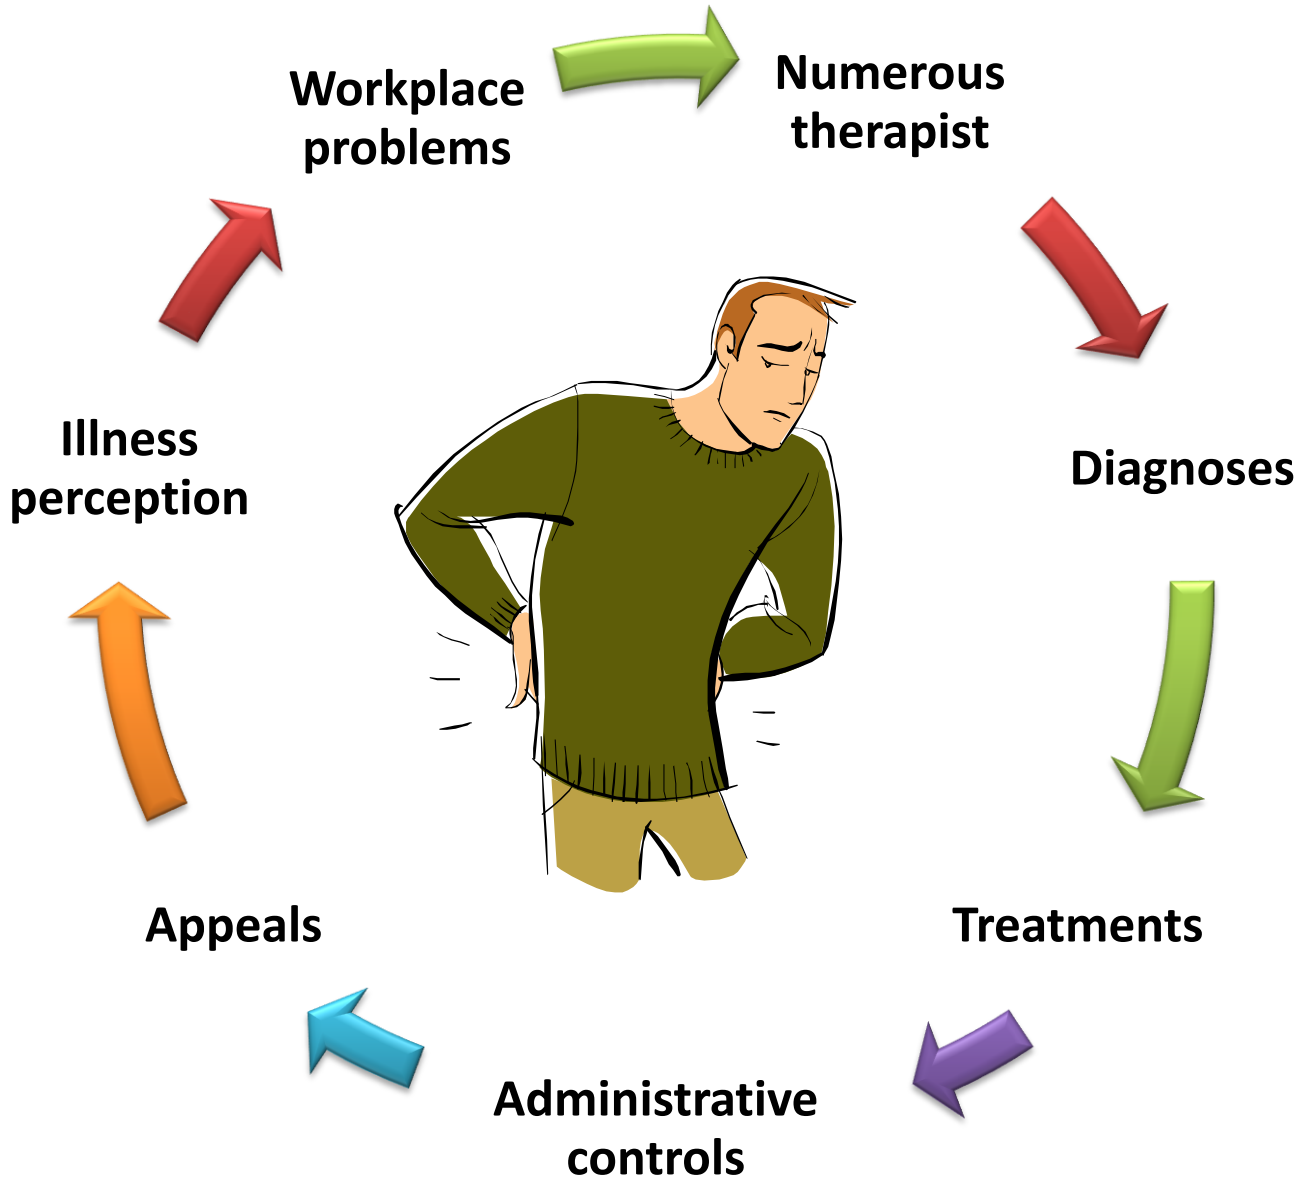 Workplace
problems
Numerous
therapist
Diagnoses
Treatments
Administrative
controls
Appeals
Illness
perception